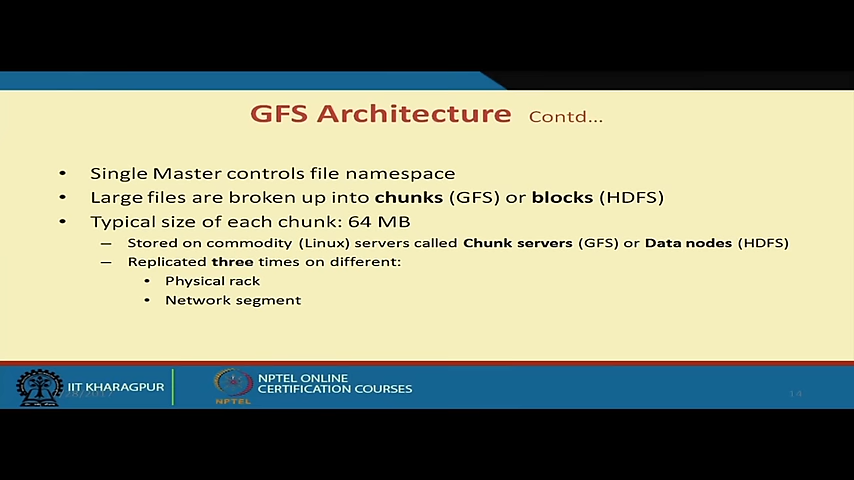 GFS Architecture Contd...
• Single Master controls file namespace
• Large files are broken up into chunks (GFS) or blocks (HDFS)
• Typical size of each chunk: 64 MB
– Stored on commodity (Linux) servers called Chunk servers (GFS) or Data nodes (HDFS)
– Replicated three times on different:
• Physical rack
• Network segment
IIT KHARAGPUR
NPTEL
NPTEL ONLINE
CERTIFICATION COURSES
14